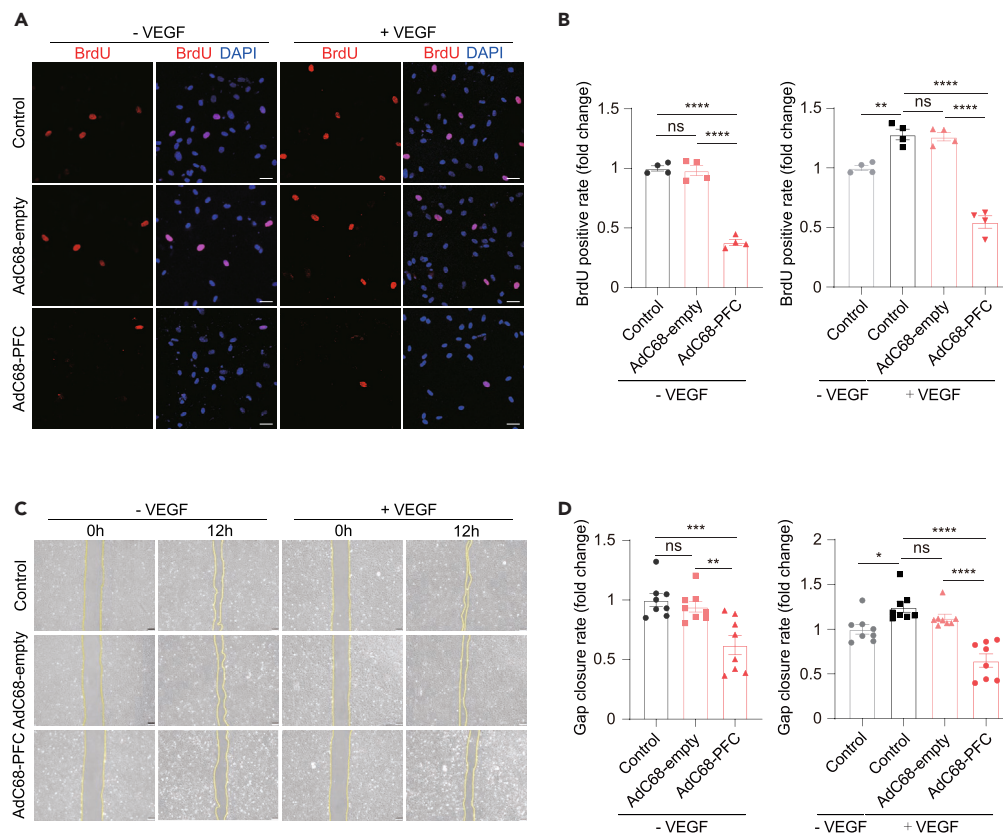 A
- VEGF
+ VEGF
BrdU
BrdU DAPI
BrdU
BrdU DAPI
Control
AdC68-empty
AdC68-PFC
B
BrdU positive rate (fold change)
1.5
1
0.5
0
****
ns
****
Control
AdC68-empty
AdC68-PFC
- VEGF
BrdU positive rate (fold change)
1.5
1
0.5
0
****
**
ns
****
Control
Control
AdC68-empty
AdC68-PFC
- VEGF
+ VEGF
C
- VEGF
+ VEGF
0h
12h
0h
12h
Control
AdC68-empty
AdC68-PFC
D
Gap closure rate (fold change)
1.5
1
0.5
0
***
ns
**
Control
AdC68-empty
AdC68-PFC
- VEGF
Gap closure rate (fold change)
2
1.5
1
0.5
0
****
*
ns
****
Control
Control
AdC68-empty
AdC68-PFC
- VEGF
+ VEGF